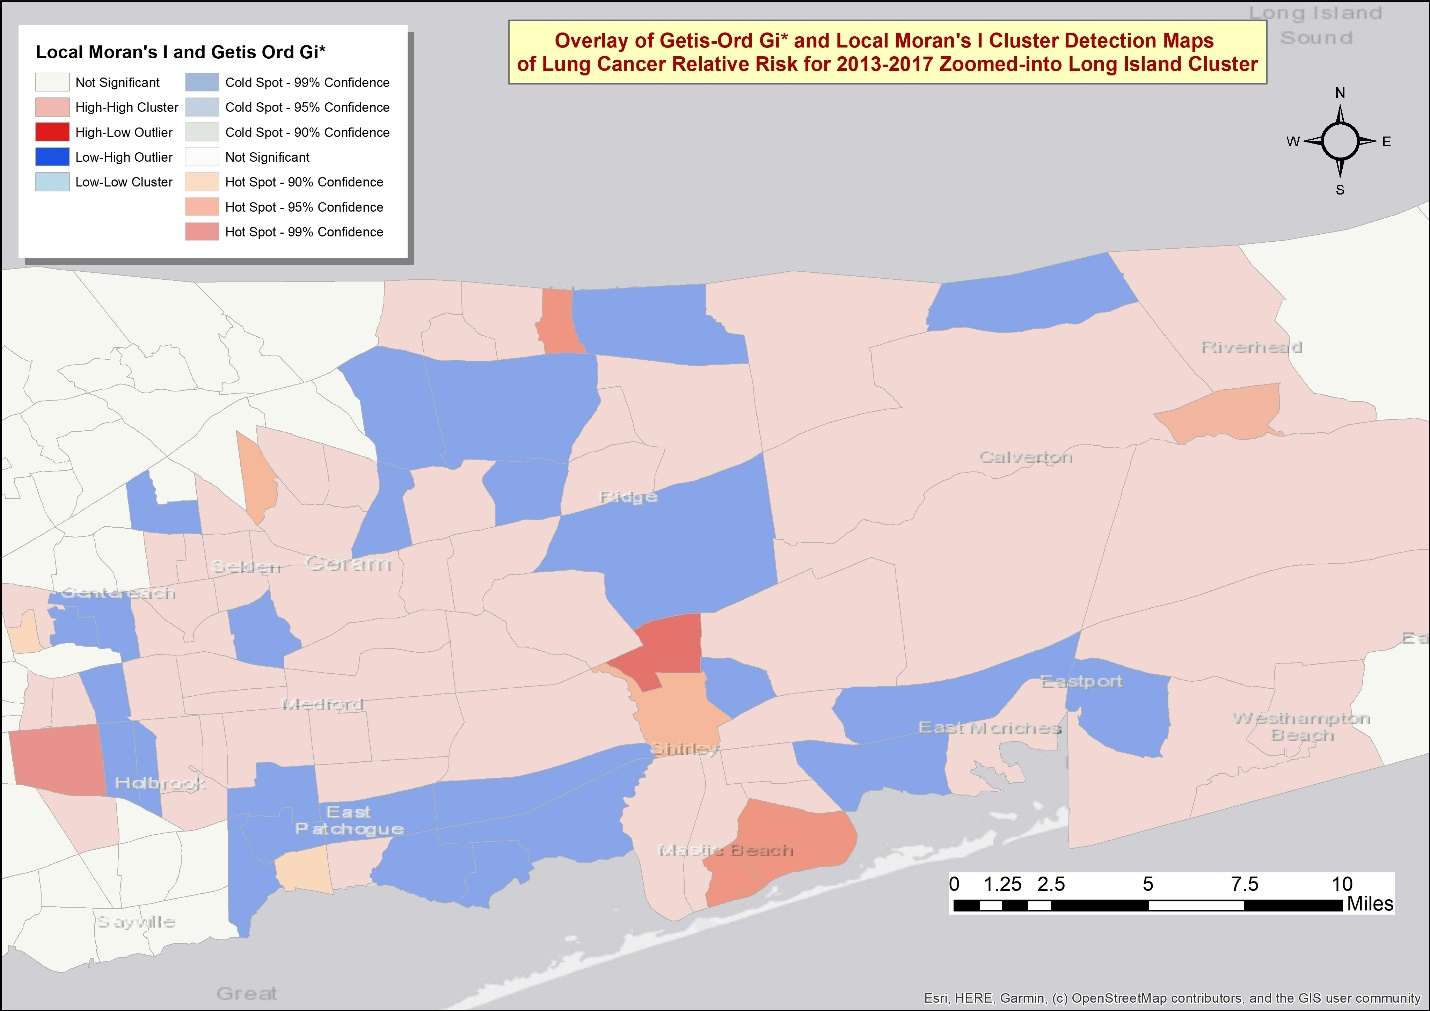 Long Island
Sound
Overlay of Getis-Ord Gi* and Local Moran's I Cluster Detection Maps
of Lung Cancer Relative Risk for 2013-2017 Zoomed-into Long Island Cluster
Local Moran's I and Getis Ord Gi*
Not Significant
High-High Cluster
High-Low Outlier
Low-High Outlier
Low-Low Cluster
Cold Spot - 99% Confidence
Cold Spot - 95% Confidence
Cold Spot - 90% Confidence
Not Significant
Hot Spot - 90% Confidence
Hot Spot - 95% Confidence
Hot Spot - 99% Confidence
N
W E
S
Riverhead
Calverton
Ridge
Selden
Coram
Centereach
Ea
Medford
Eastport
East Moriches
Westhampton
Beach
Shirley
Holbrook
East
Patchogue
Mastic Beach
Sayville
Great
0 1.25 2.5 5 7.5 10
Miles
Esri, HERE, Garmin, (c) OpenStreetMap contributors, and the GIS user community